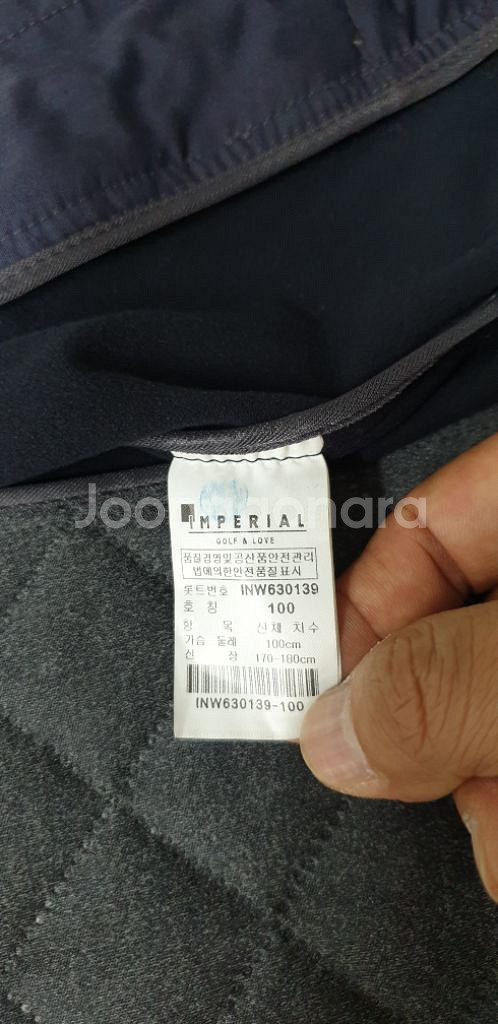 IMPERIAL
GOLF & LOVE
품질경영및공산품안전관리
법에의한안전품질표시
롯트번호 INW630139
호 칭 100
항 목 신체 치수
가슴 둘레 100cm
신 장 170-180cm
INW630139-100